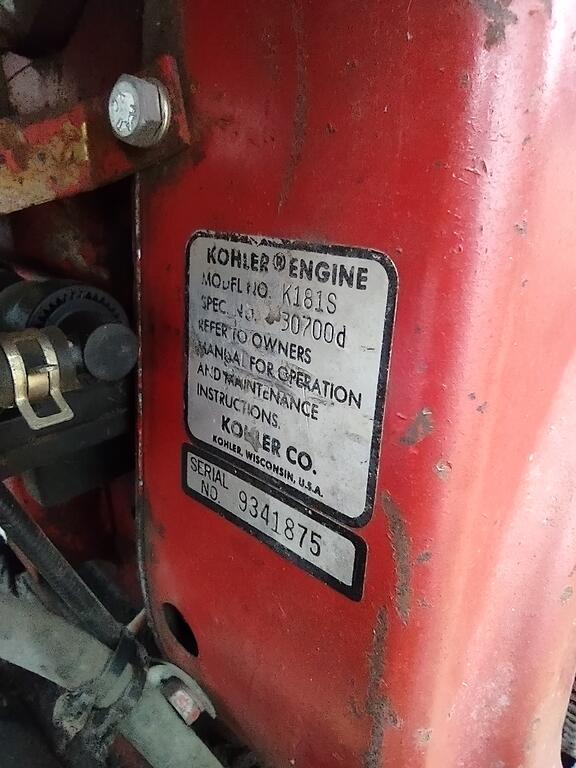 KOHLER® ENGINE
MODEL NO. K181S
SPEC. NO. 30700d
REFER TO OWNERS
MANUAL FOR OPERATION
AND MAINTENANCE
INSTRUCTIONS.
KOHLER CO.
KOHLER, WISCONSIN, U.S.A.
SERIAL
NO. 9341875